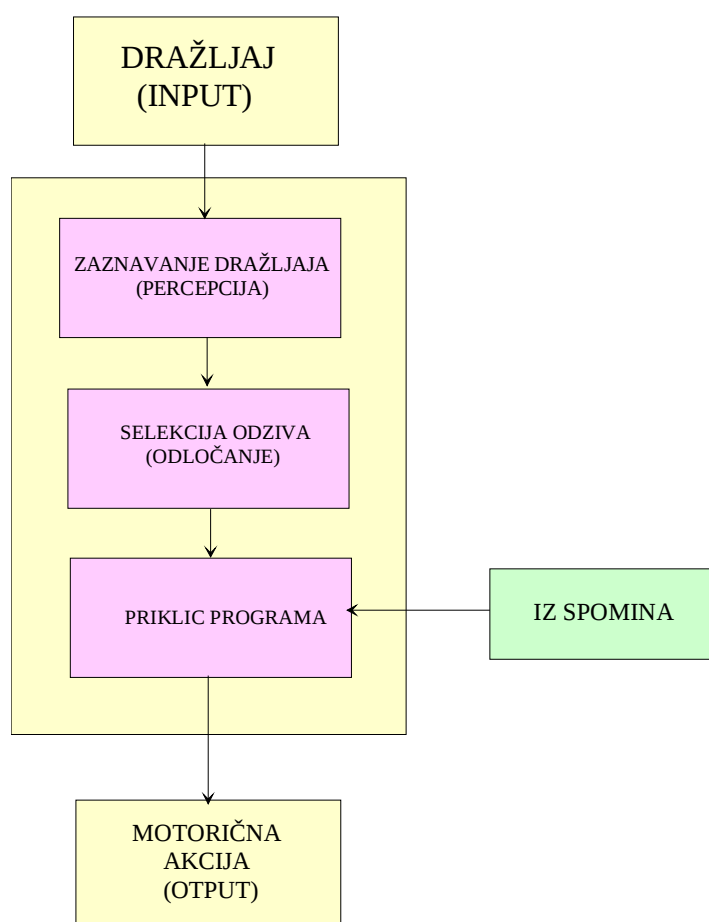 DRAŽLJAJ
(INPUT)
ZAZNAVANJE DRAŽLJAJA
(PERCEPCIJA)
SELEKCIJA ODZIVA
(ODLOČANJE)
PRIKLIC PROGRAMA
IZ SPOMINA
MOTORIČNA
AKCIJA
(OTPUT)